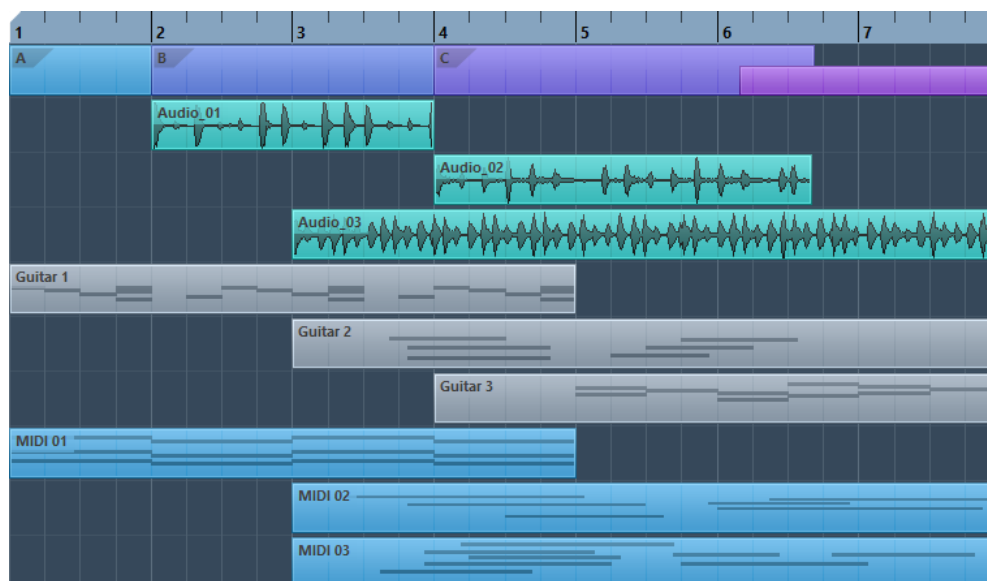 1 2 3 4 5 6 7
A B C
Audio_01
Audio_02
Audio_03
Guitar 1
Guitar 2
Guitar 3
MIDI 01
MIDI 02
MIDI 03